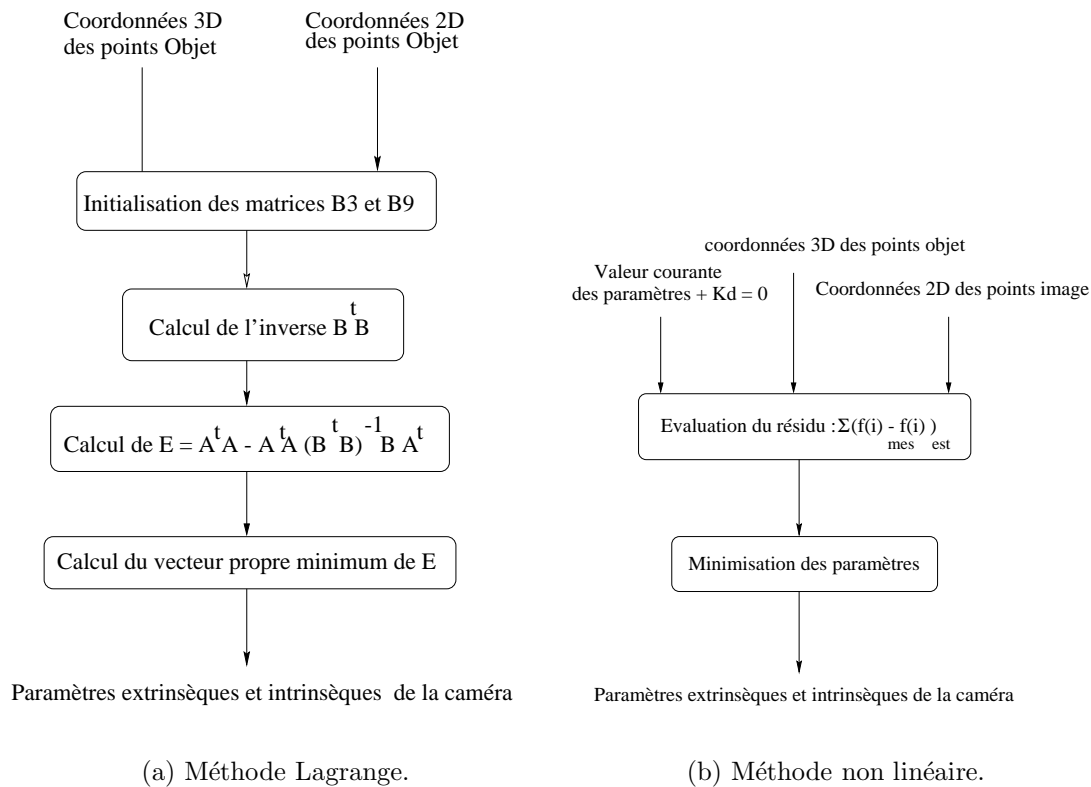 Coordonnées 3D
des points Objet
Coordonnées 2D
des points Objet
Initialisation des matrices B3 et B9
Calcul de l'inverse B^t B
Calcul de E = A^t A - A^t A (B^t B)^-1 B A^t
Calcul du vecteur propre minimum de E
Paramètres extrinsèques et intrinsèques de la caméra
(a) Méthode Lagrange.
coordonnées 3D des points objet
Valeur courante
des paramètres + Kd = 0
Coordonnées 2D des points image
Evaluation du résidu :Σ(f(i)_mes - f(i)_est)
Minimisation des paramètres
Paramètres extrinsèques et intrinsèques de la caméra
(b) Méthode non linéaire.